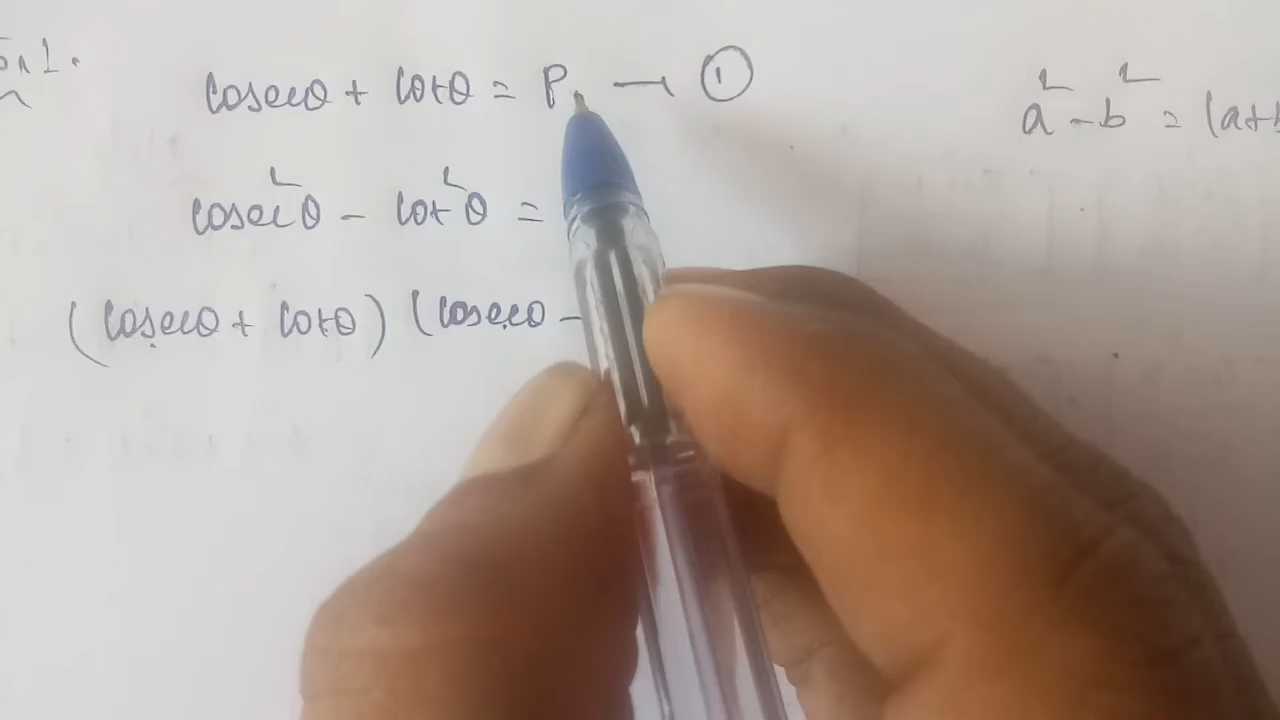 cosecθ + cotθ = P — ①
a² - b² = (a+b
cosec²θ - cot²θ =
(cosecθ + cotθ) (cosecθ -